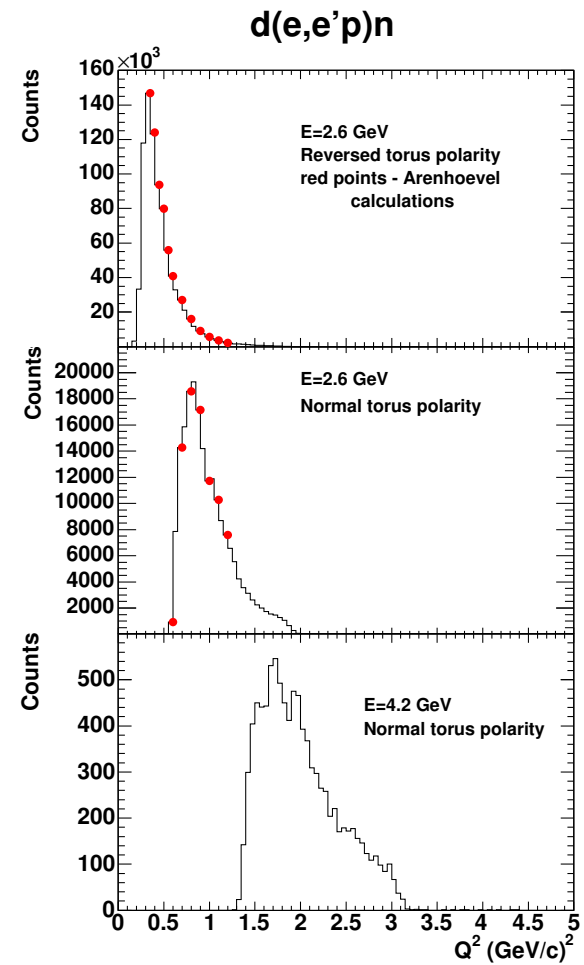 d(e,e'p)n
×10³
160
140
120
100
80
60
40
20
Counts
E=2.6 GeV
Reversed torus polarity
red points - Arenhoevel
calculations
20000
18000
16000
14000
12000
10000
8000
6000
4000
2000
Counts
E=2.6 GeV
Normal torus polarity
500
400
300
200
100
0
Counts
E=4.2 GeV
Normal torus polarity
0 0.5 1 1.5 2 2.5 3 3.5 4 4.5 5
Q² (GeV/c)²